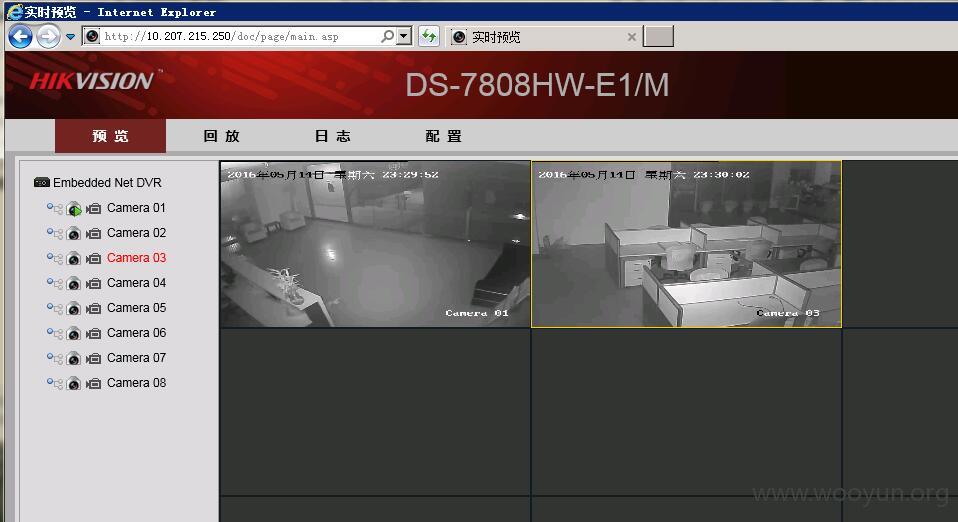 实时预览 - Internet Explorer
http://10.207.215.250/doc/page/main.asp
实时预览
HIKVISION™
DS-7808HW-E1/M
预览 回放 日志 配置
Embedded Net DVR
Camera 01
Camera 02
Camera 03
Camera 04
Camera 05
Camera 06
Camera 07
Camera 08
2016年05月14日 星期六 23:29:52
Camera 01
2016年05月14日 星期六 23:30:02
Camera 03
www.wooyun.org